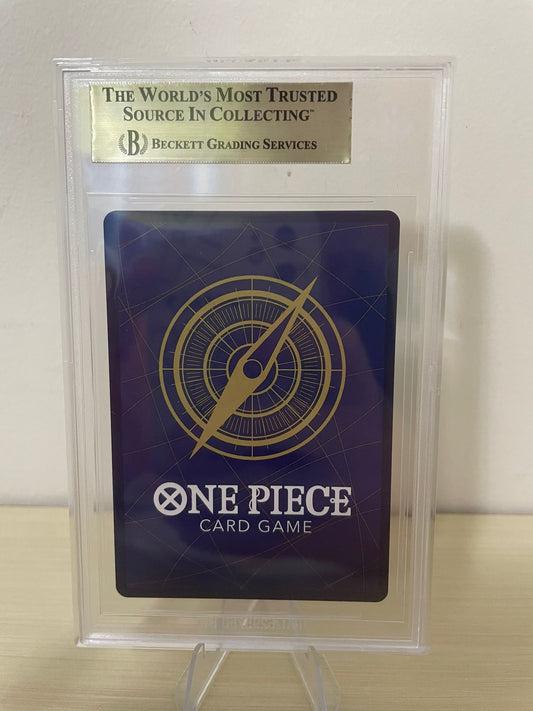 THE WORLD'S MOST TRUSTED
SOURCE IN COLLECTING™
B BECKETT GRADING SERVICES
ONE PIECE
CARD GAME